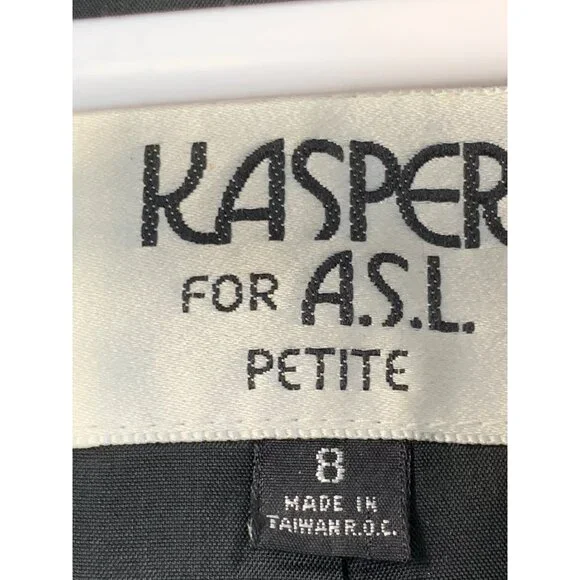 KASPER
FOR A.S.L.
PETITE
8
MADE IN
TAIWAN R.O.C.